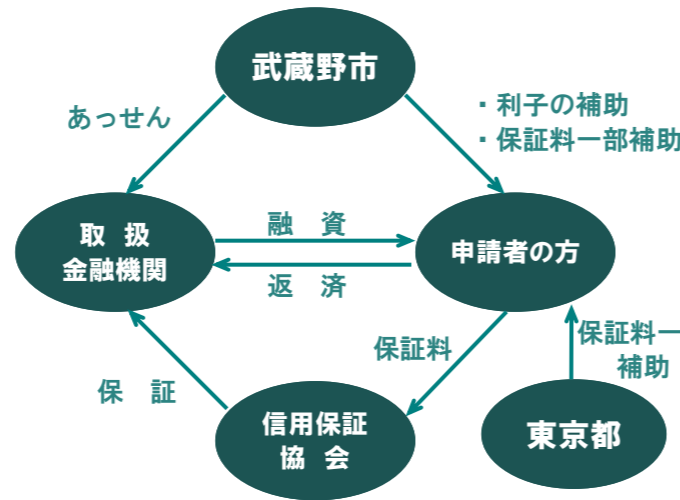 武蔵野市
あっせん
・利子の補助
・保証料一部補助
取 扱
金融機関
融 資
返 済
申請者の方
保証料
保 証
信用保証
協 会
保証料一
補助
東京都